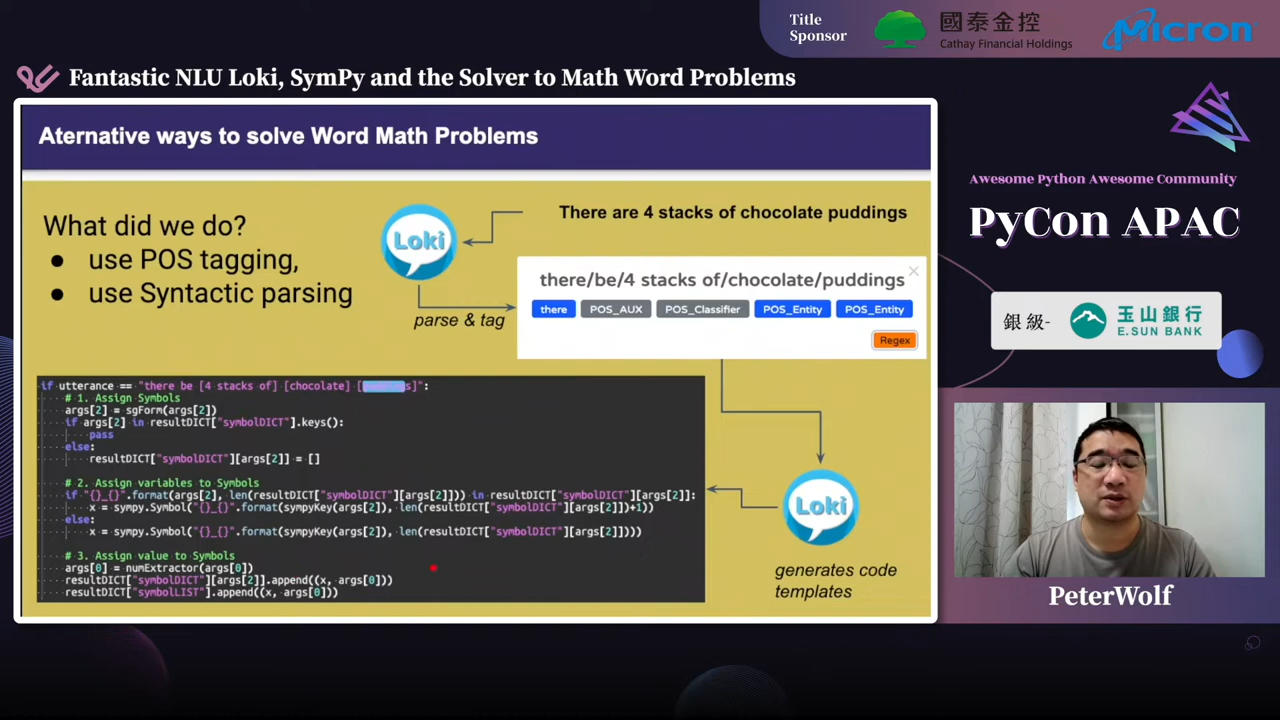 Title
Sponsor
國泰金控
Cathay Financial Holdings
Micron
Fantastic NLU Loki, SymPy and the Solver to Math Word Problems
Aternative ways to solve Word Math Problems
What did we do?
● use POS tagging,
● use Syntactic parsing
Loki
There are 4 stacks of chocolate puddings
parse & tag
there/be/4 stacks of/chocolate/puddings
there POS_AUX POS_Classifier POS_Entity POS_Entity
Regex
if utterance == "there be [4 stacks of] [chocolate] [puddings]":
# 1. Assign Symbols
args[2] = sgForm(args[2])
if args[2] in resultDICT["symbolDICT"].keys():
pass
else:
resultDICT["symbolDICT"][args[2]] = []
# 2. Assign variables to Symbols
if "{}_{}".format(args[2], len(resultDICT["symbolDICT"][args[2]])) in resultDICT["symbolDICT"][args[2]]:
x = sympy.Symbol("{}_{}".format(sympyKey(args[2]), len(resultDICT["symbolDICT"][args[2]])+1))
else:
x = sympy.Symbol("{}_{}".format(sympyKey(args[2]), len(resultDICT["symbolDICT"][args[2]])))
# 3. Assign value to Symbols
args[0] = numExtractor(args[0])
resultDICT["symbolDICT"][args[2]].append((x, args[0]))
resultDICT["symbolLIST"].append((x, args[0]))
Loki
generates code
templates
Awesome Python Awesome Community
PyCon APAC
銀級-
玉山銀行
E.SUN BANK
PeterWolf